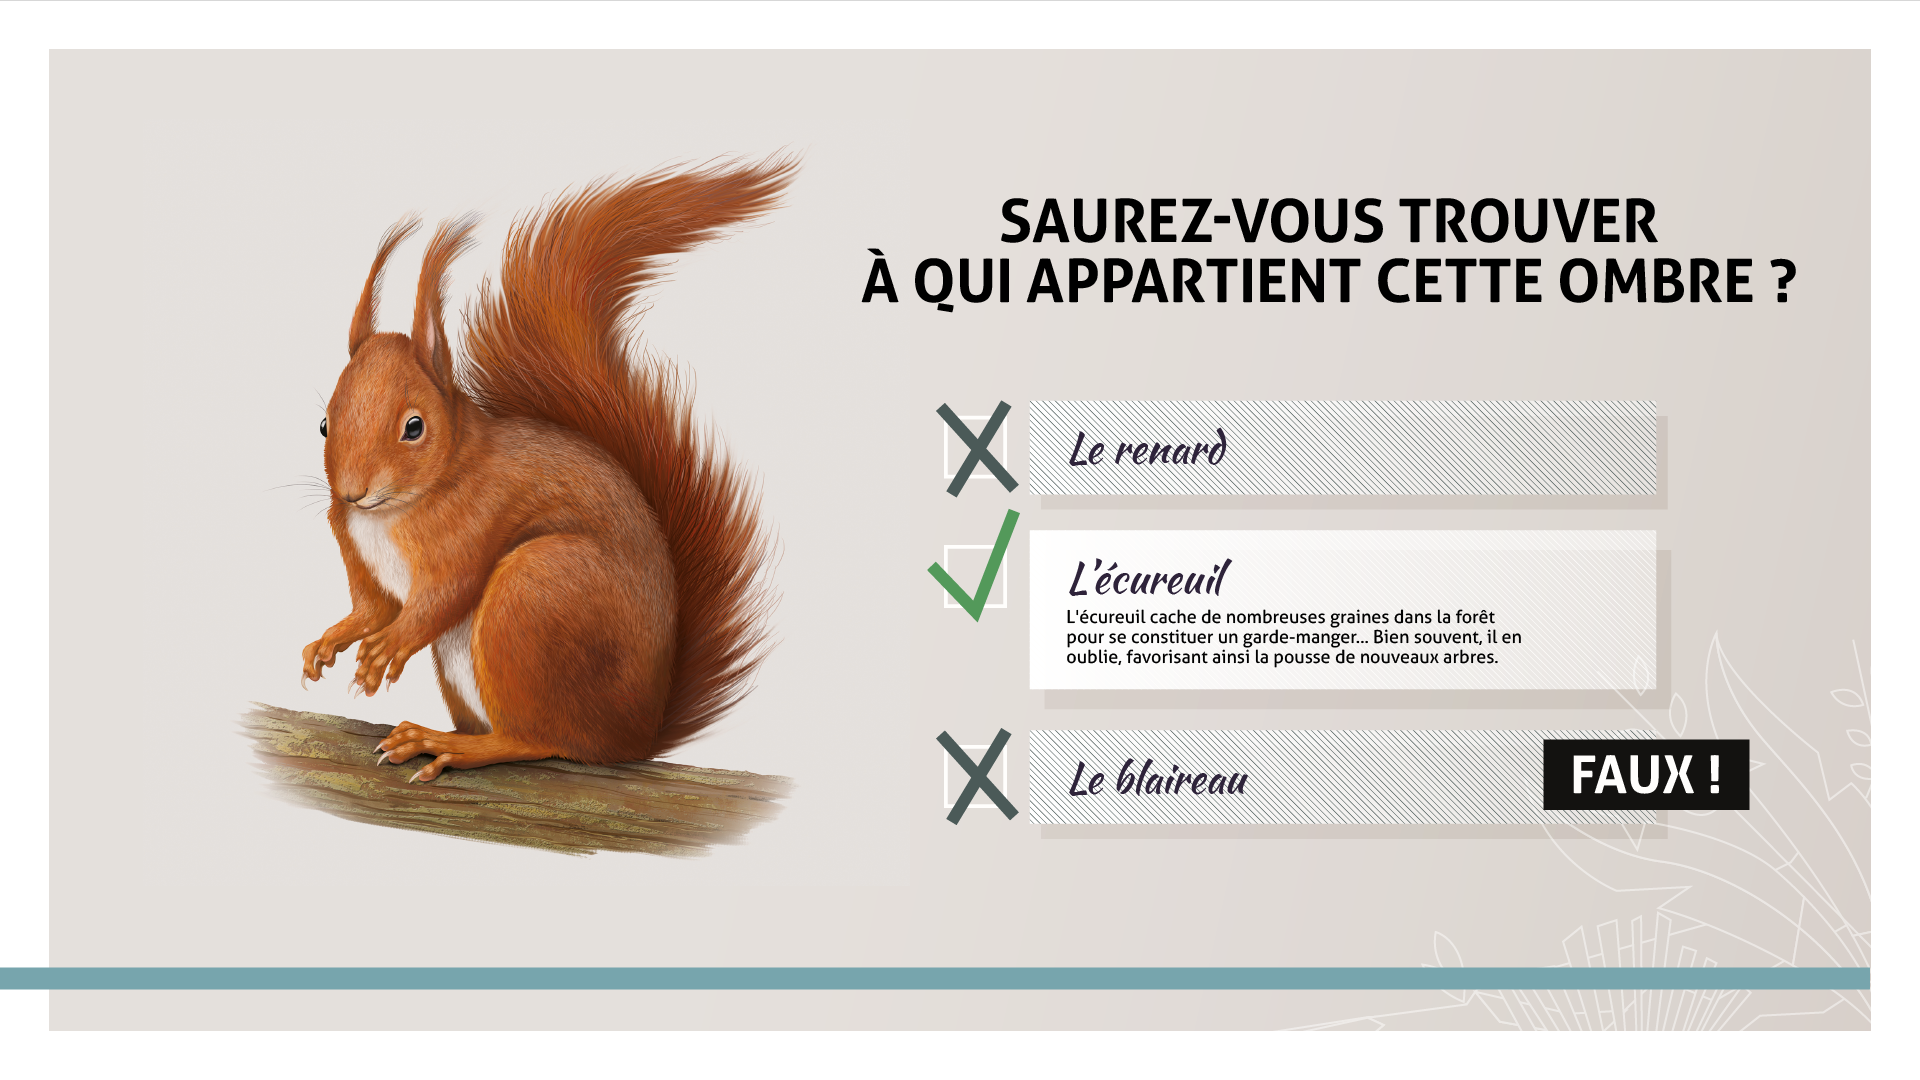 SAUREZ-VOUS TROUVER
À QUI APPARTIENT CETTE OMBRE ?
Le renard
L'écureuil
L'écureuil cache de nombreuses graines dans la forêt
pour se constituer un garde-manger... Bien souvent, il en
oublie, favorisant ainsi la pousse de nouveaux arbres.
Le blaireau
FAUX !